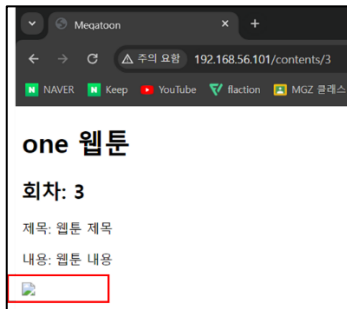 Megatoon
주의 요함 192.168.56.101/contents/3
NAVER Keep YouTube flaction MGZ 클래스
one 웹툰
회차: 3
제목: 웹툰 제목
내용: 웹툰 내용